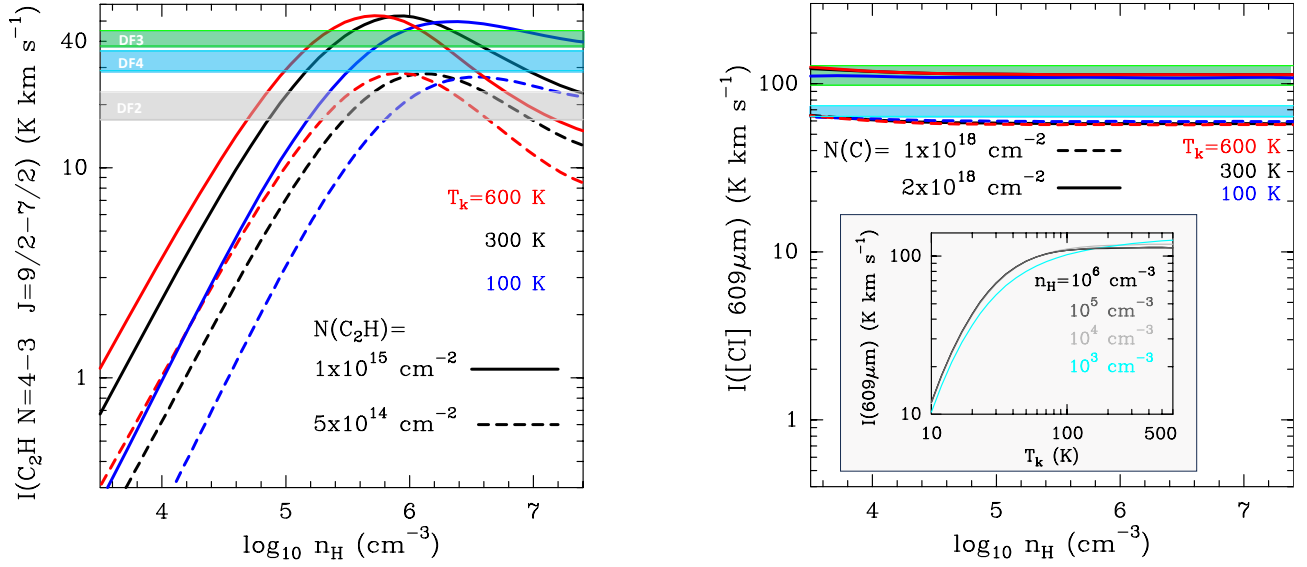 I(C₂H N=4−3 J=9/2−7/2) (K km s⁻¹)
40
10
1
DF3
DF4
DF2
Tₖ=600 K
300 K
100 K
N(C₂H)=
1x10¹⁵ cm⁻²
5x10¹⁴ cm⁻²
4
5
6
7
log₁₀ n_H (cm⁻³)
I([CI] 609μm) (K km s⁻¹)
100
10
1
N(C)= 1x10¹⁸ cm⁻²
2x10¹⁸ cm⁻²
Tₖ=600 K
300 K
100 K
I(609μm) (K km s⁻¹)
100
10
n_H=10⁶ cm⁻³
10⁵ cm⁻³
10⁴ cm⁻³
10³ cm⁻³
10
100
500
Tₖ (K)
4
5
6
7
log₁₀ n_H (cm⁻³)